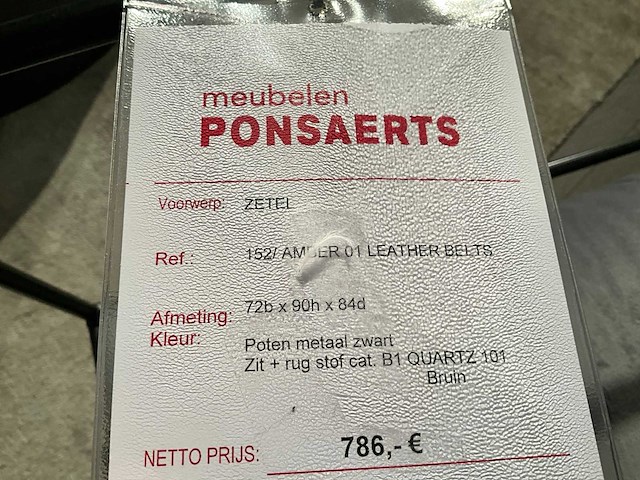 meubelen
PONSAERTS
Voorwerp: ZETEL
Ref.: 152/ AMBER 01 LEATHER BELTS
Afmeting: 72b x 90h x 84d
Kleur: Poten metaal zwart
Zit + rug stof cat. B1 QUARTZ 101
Bruin
NETTO PRIJS: 786,- €